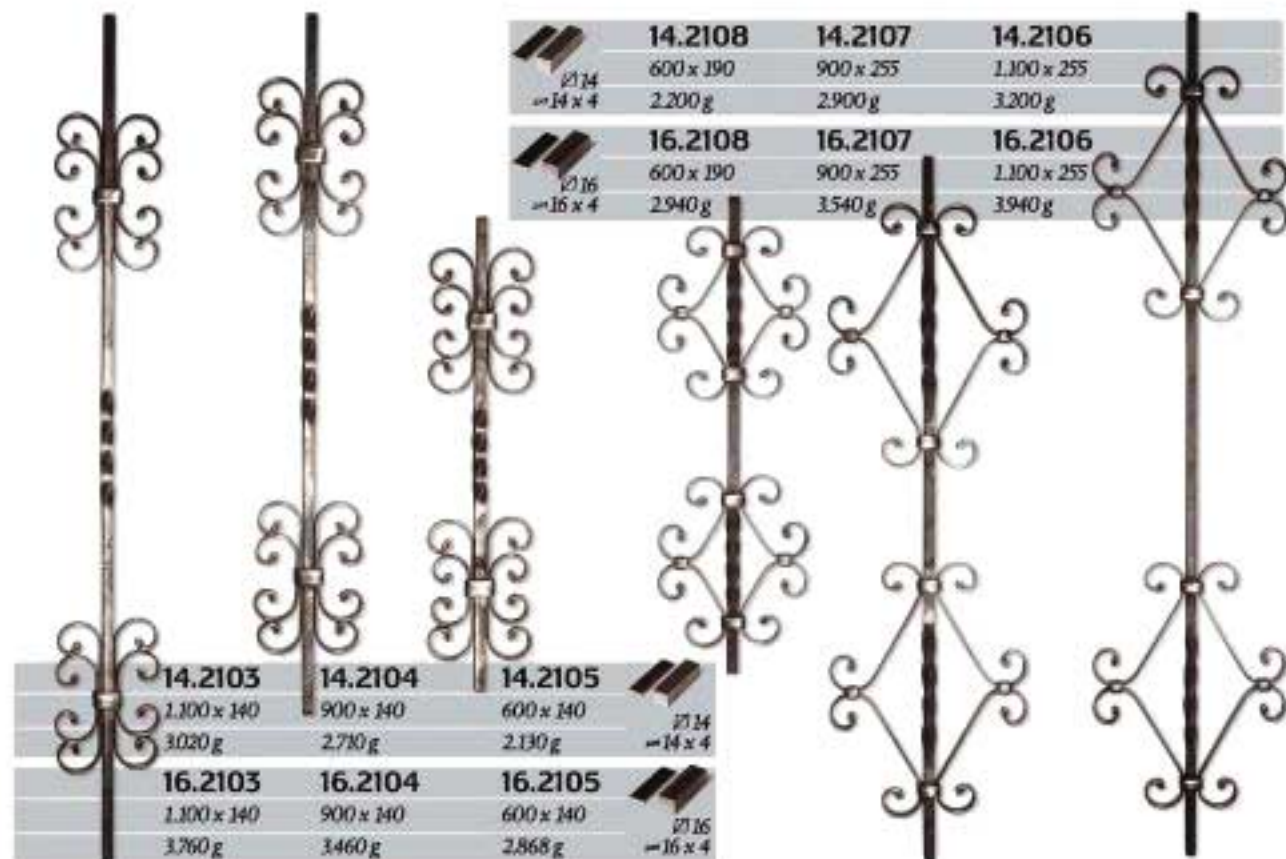 14.2108 14.2107 14.2106
600 x 190 900 x 255 1.100 x 255
∅ 14
14 x 4 2.200 g 2.900 g 3.200 g
16.2108 16.2107 16.2106
600 x 190 900 x 255 1.100 x 255
∅ 16
16 x 4 2.940 g 3.540 g 3.940 g
14.2103 14.2104 14.2105
1.100 x 140 900 x 140 600 x 140
∅ 14
3.020 g 2.710 g 2.130 g 14 x 4
16.2103 16.2104 16.2105
1.100 x 140 900 x 140 600 x 140
∅ 16
3.760 g 3.460 g 2.868 g 16 x 4